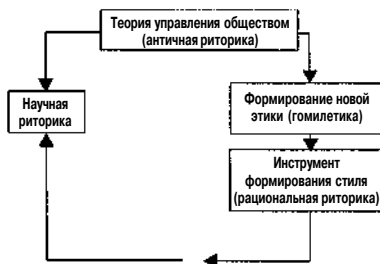 Теория управления обществом
(античная риторика)
Научная
риторика
Формирование новой
этики (гомилетика)
Инструмент
формирования стиля
(рациональная риторика)